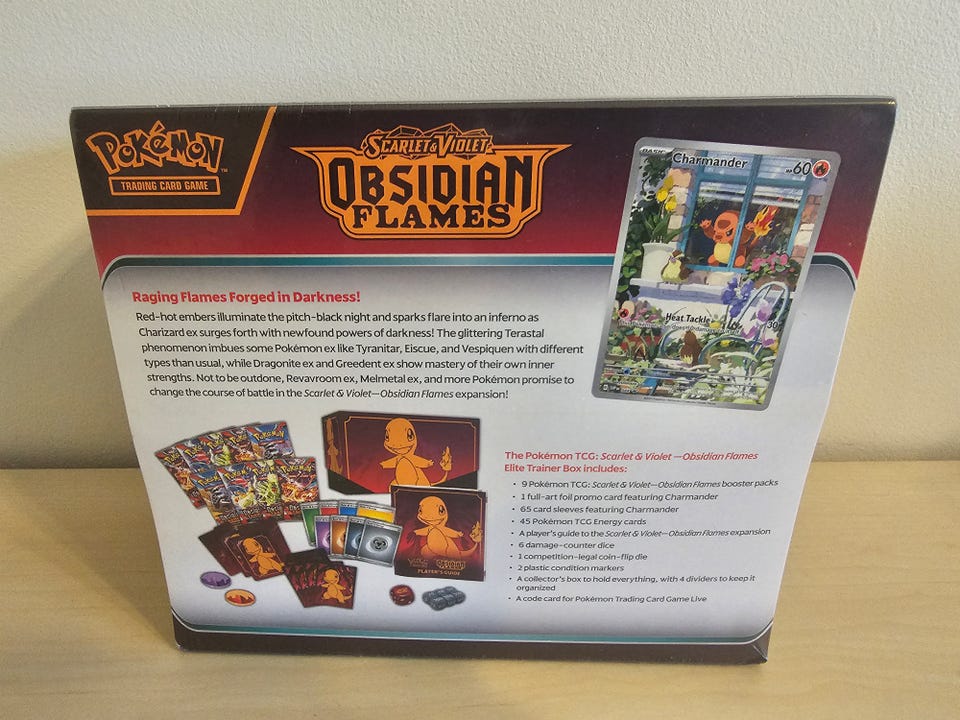 POKéMON™
TRADING CARD GAME
SCARLET & VIOLET
OBSIDIAN
FLAMES
BASIC
Charmander
HP60
Heat Tackle
30
Raging Flames Forged in Darkness!
Red-hot embers illuminate the pitch-black night and sparks flare into an inferno as
Charizard ex surges forth with newfound powers of darkness! The glittering Terastal
phenomenon imbues some Pokémon ex like Tyranitar, Eiscue, and Vespiquen with different
types than usual, while Dragonite ex and Greedent ex show mastery of their own inner
strengths. Not to be outdone, Revavroom ex, Melmetal ex, and more Pokémon promise to
change the course of battle in the Scarlet & Violet—Obsidian Flames expansion!
OBSIDIAN
PLAYER'S GUIDE
The Pokémon TCG: Scarlet & Violet—Obsidian Flames
Elite Trainer Box includes:
• 9 Pokémon TCG: Scarlet & Violet—Obsidian Flames booster packs
• 1 full-art foil promo card featuring Charmander
• 65 card sleeves featuring Charmander
• 45 Pokémon TCG Energy cards
• A player's guide to the Scarlet & Violet—Obsidian Flames expansion
• 6 damage-counter dice
• 1 competition-legal coin-flip die
• 2 plastic condition markers
• A collector's box to hold everything, with 4 dividers to keep it
organized
• A code card for Pokémon Trading Card Game Live